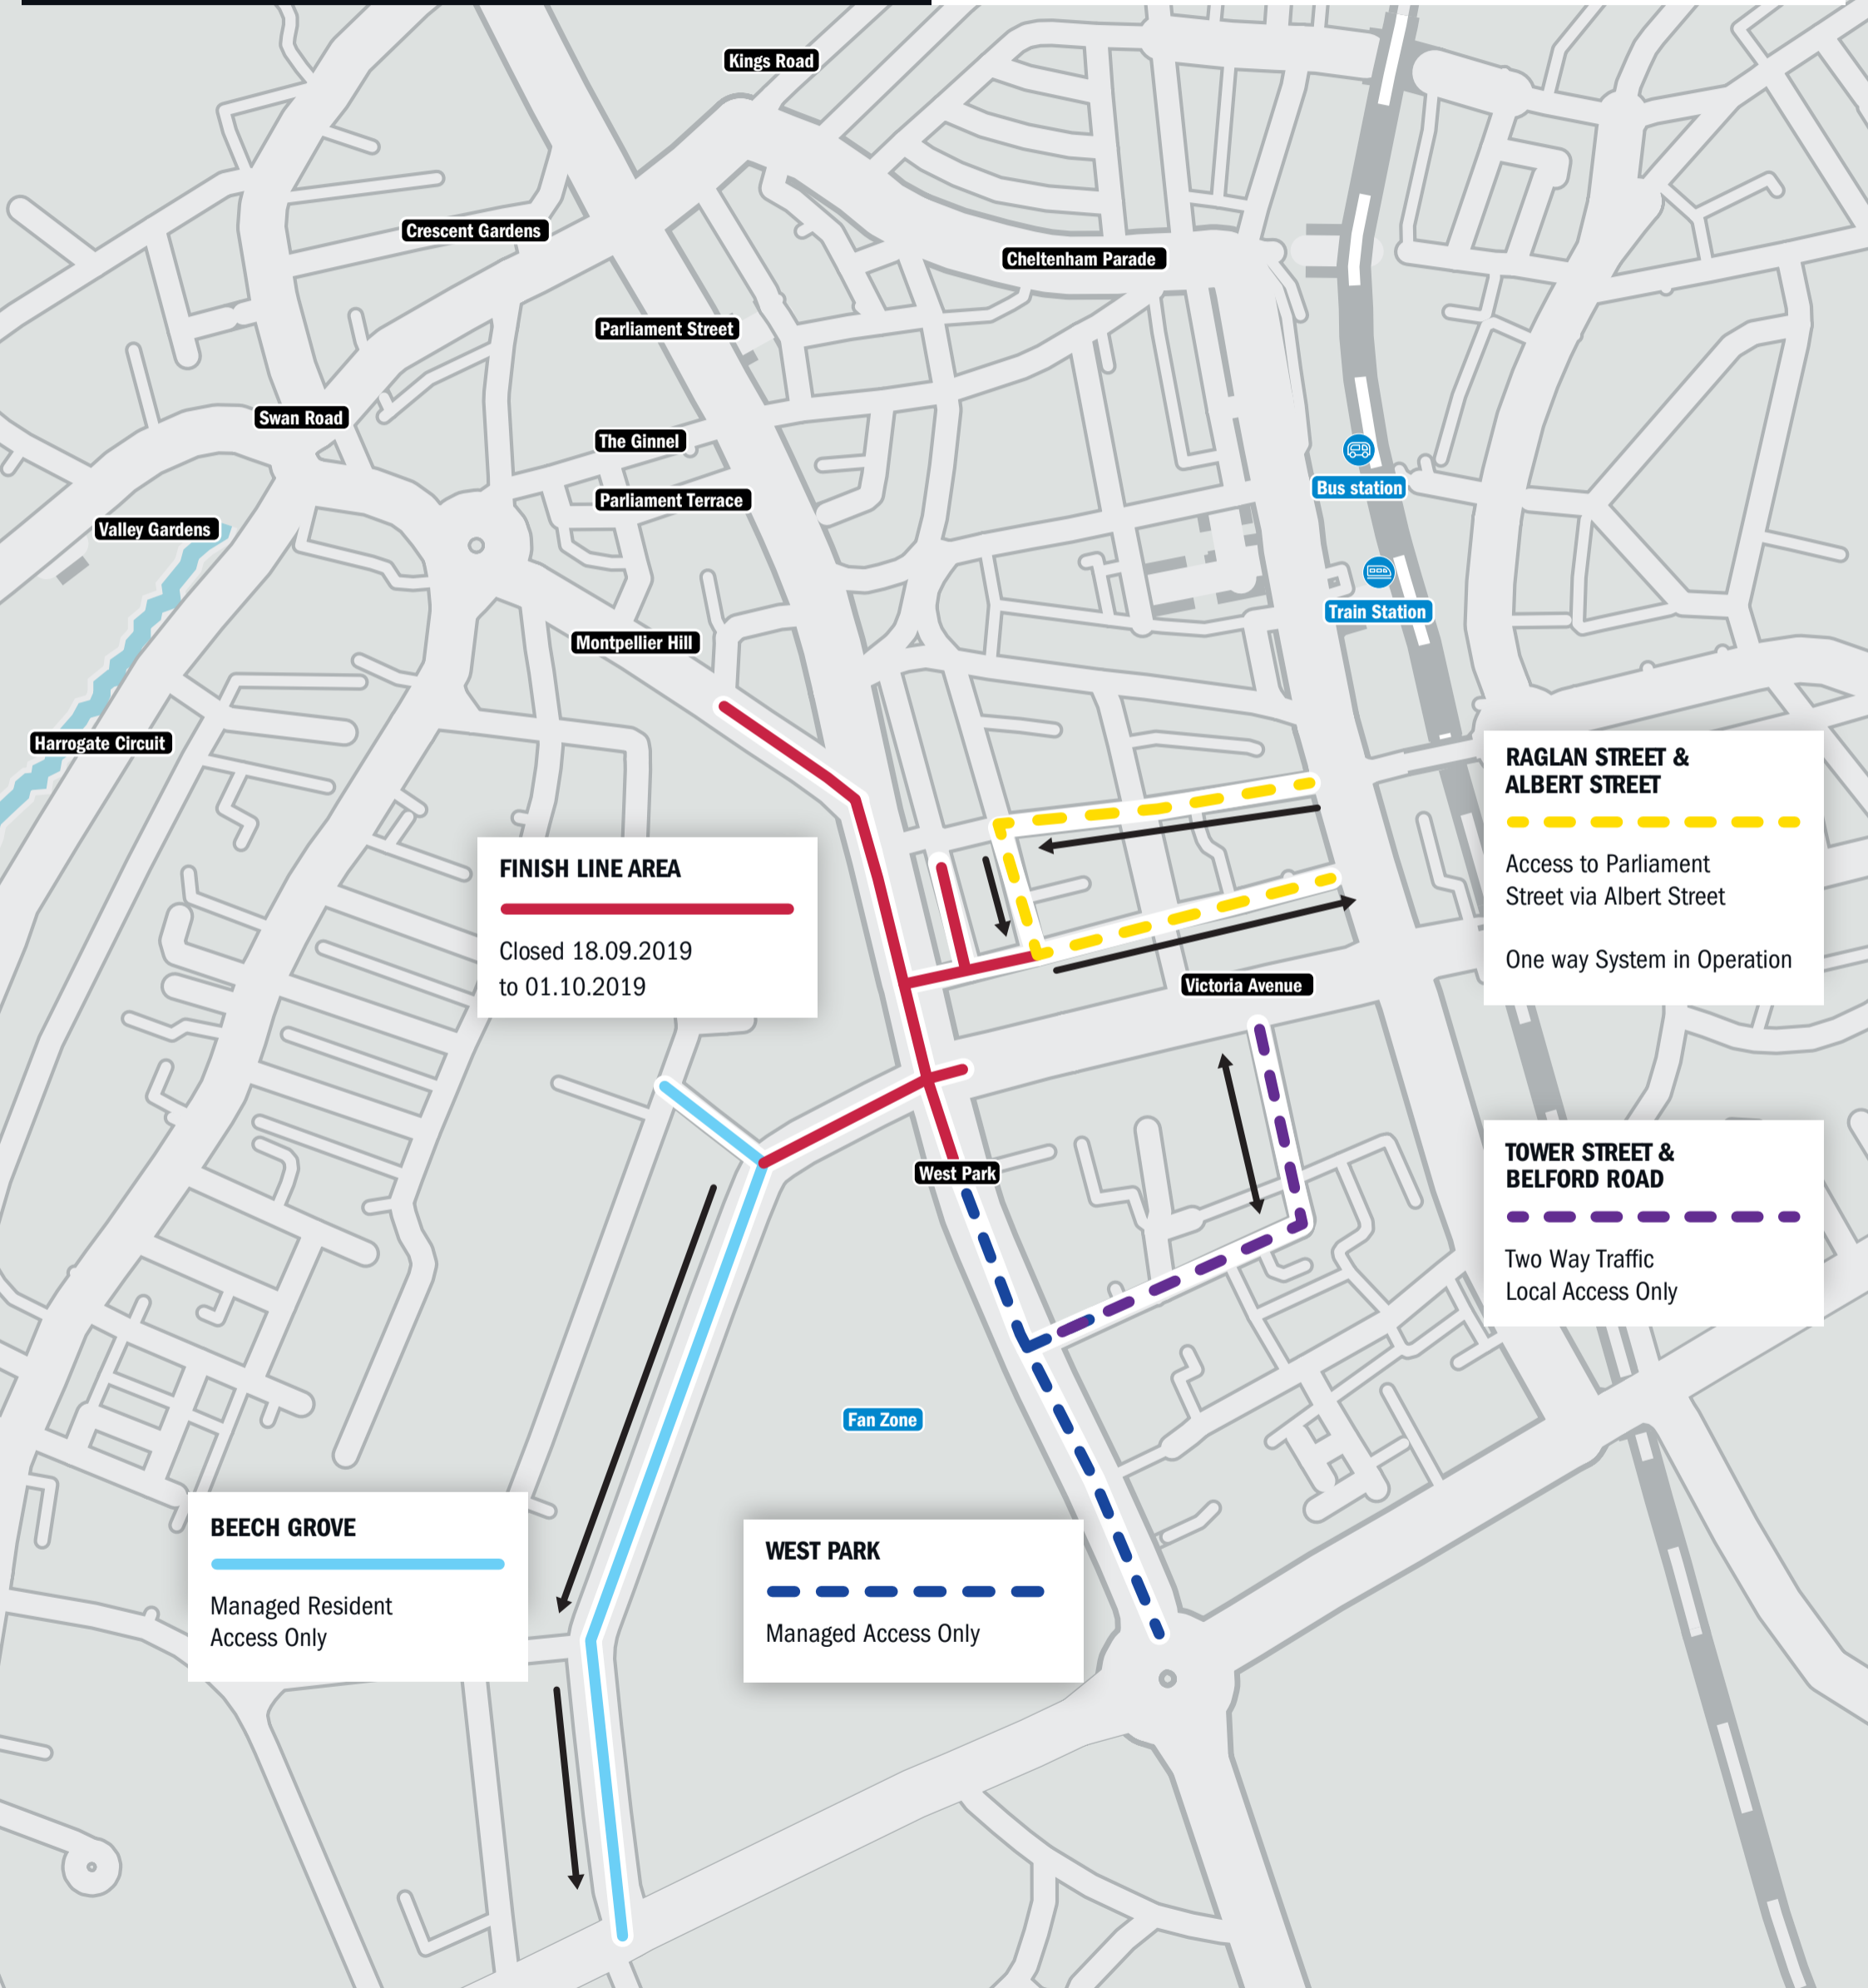 Kings Road
Crescent Gardens
Cheltenham Parade
Parliament Street
Swan Road
The Ginnel
Bus station
Parliament Terrace
Valley Gardens
Train Station
Montpellier Hill
Harrogate Circuit
RAGLAN STREET &
ALBERT STREET
Access to Parliament
Street via Albert Street
One way System in Operation
FINISH LINE AREA
Closed 18.09.2019
to 01.10.2019
Victoria Avenue
West Park
TOWER STREET &
BELFORD ROAD
Two Way Traffic
Local Access Only
Fan Zone
BEECH GROVE
Managed Resident
Access Only
WEST PARK
Managed Access Only